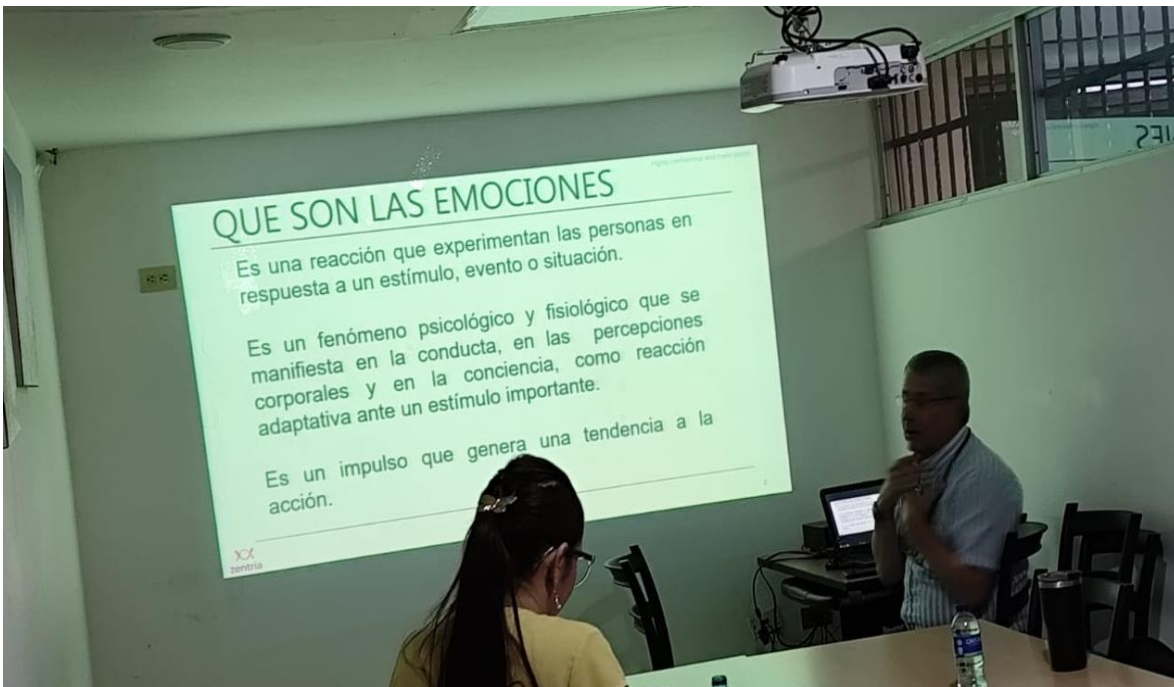 QUE SON LAS EMOCIONES
Es una reacción que experimentan las personas en
respuesta a un estímulo, evento o situación.
Es un fenómeno psicológico y fisiológico que se
manifiesta en la conducta, en las percepciones
corporales y en la conciencia, como reacción
adaptativa ante un estímulo importante.
Es un impulso que genera una tendencia a la
acción.
zentria